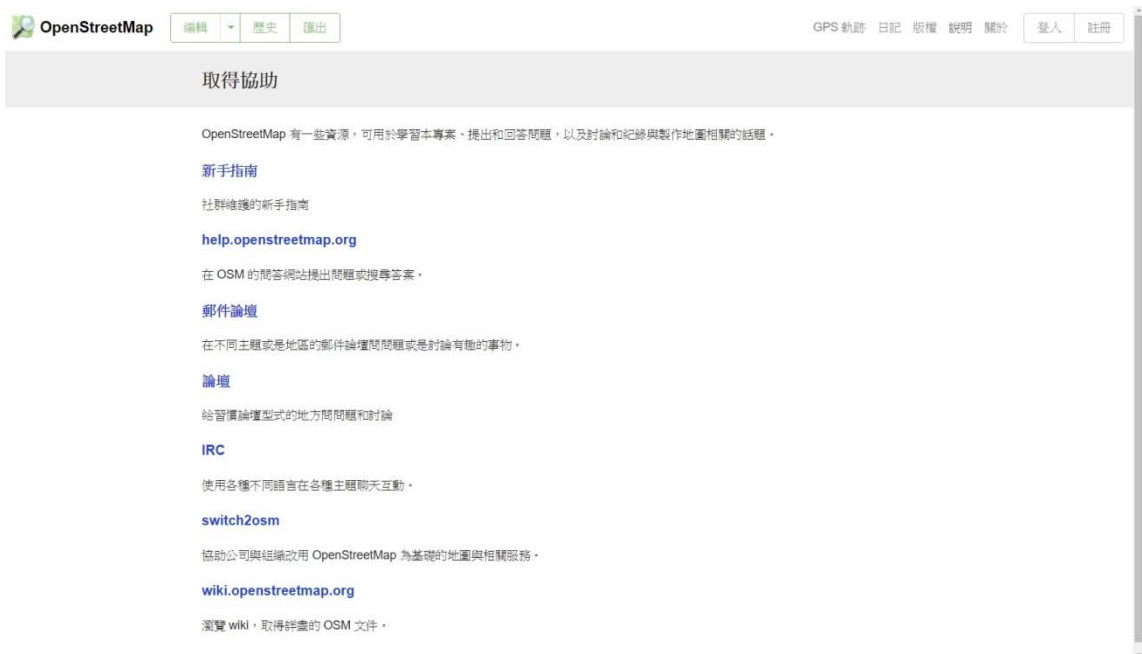 OpenStreetMap 編輯 歷史 匯出 GPS 軌跡 日記 版權 說明 關於 登入 註冊
取得協助
OpenStreetMap 有一些資源，可用於學習本專案、提出和回答問題，以及討論和紀錄與製作地圖相關的話題。
新手指南
社群維護的新手指南
help.openstreetmap.org
在 OSM 的問答網站提出問題或搜尋答案。
郵件論壇
在不同主題或是地區的郵件論壇問問題或是討論有趣的事物。
論壇
給習慣論壇型式的地方問問題和討論
IRC
使用各種不同語言在各種主題聊天互動。
switch2osm
協助公司與組織改用 OpenStreetMap 為基礎的地圖與相關服務。
wiki.openstreetmap.org
瀏覽 wiki，取得詳盡的 OSM 文件。